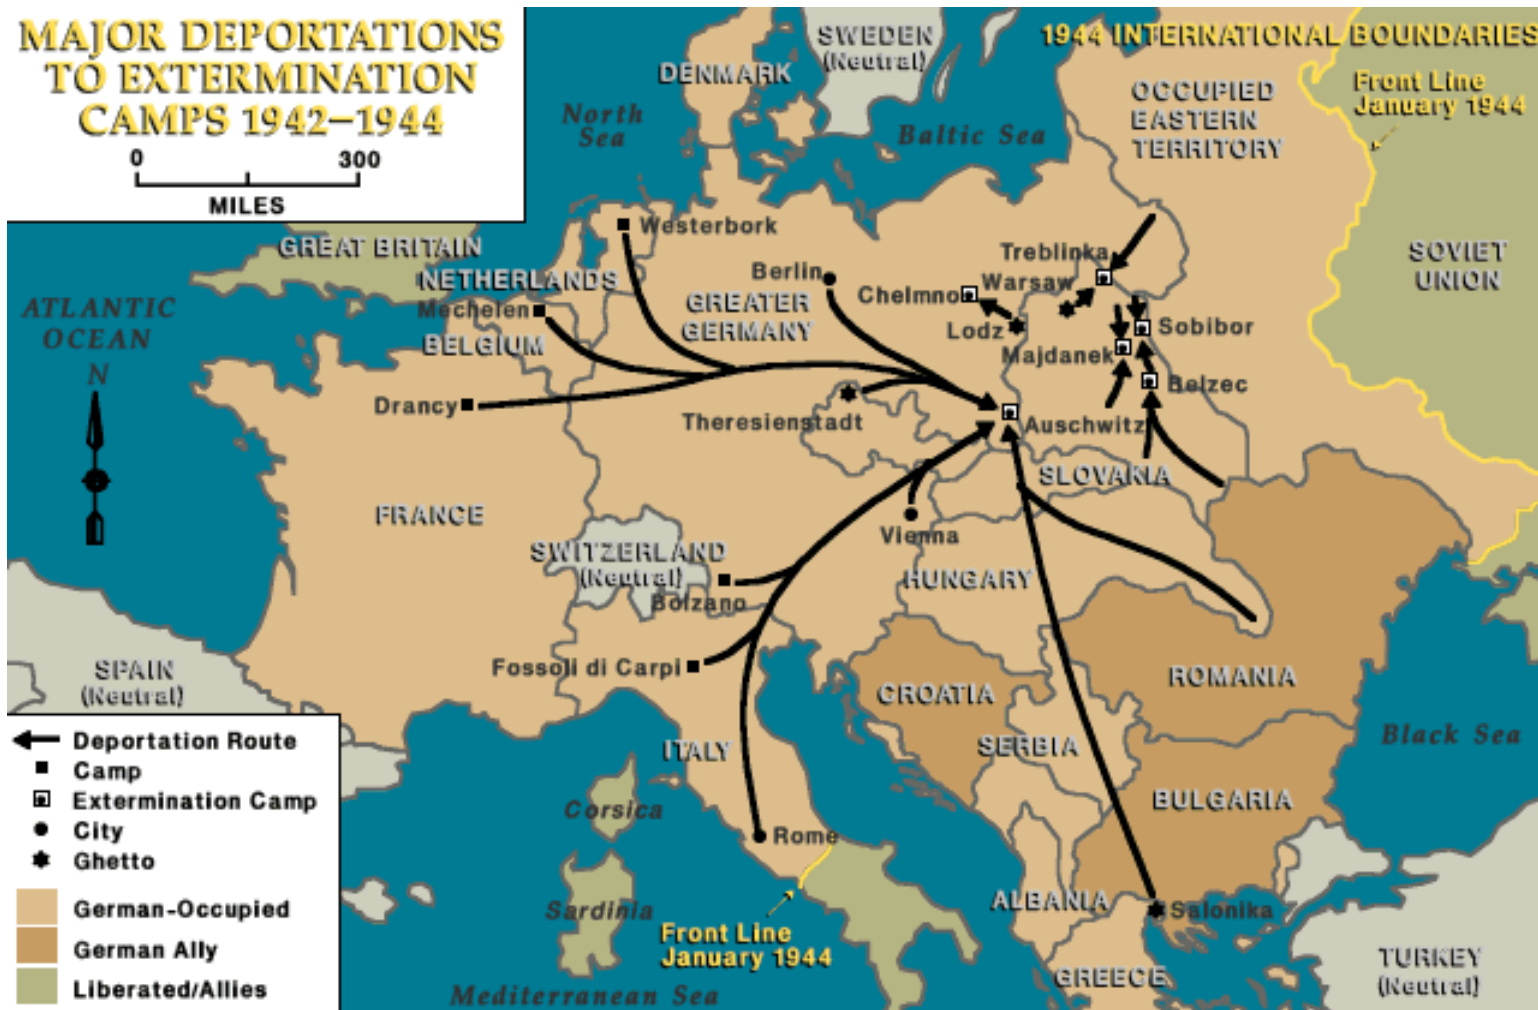 MAJOR DEPORTATIONS
TO EXTERMINATION
CAMPS 1942–1944
0 300
MILES
1944 INTERNATIONAL BOUNDARIES
SWEDEN
(Neutral)
DENMARK
North
Sea
Baltic Sea
OCCUPIED
EASTERN
TERRITORY
Front Line
January 1944
SOVIET
UNION
GREAT BRITAIN
Westerbork
NETHERLANDS
Berlin
Treblinka
Warsaw
Chelmno
GREATER
GERMANY
ATLANTIC
OCEAN
N
Mechelen
BELGIUM
Lodz
Sobibor
Majdanek
Belzec
Drancy
Theresienstadt
Auschwitz
SLOVAKIA
FRANCE
Vienna
SWITZERLAND
(Neutral)
Bolzano
HUNGARY
SPAIN
(Neutral)
Fossoli di Carpi
CROATIA
ROMANIA
ITALY
SERBIA
Black Sea
Corsica
BULGARIA
Rome
Sardinia
ALBANIA
Salonika
Front Line
January 1944
GREECE
TURKEY
(Neutral)
Mediterranean Sea
Deportation Route
Camp
Extermination Camp
City
Ghetto
German-Occupied
German Ally
Liberated/Allies